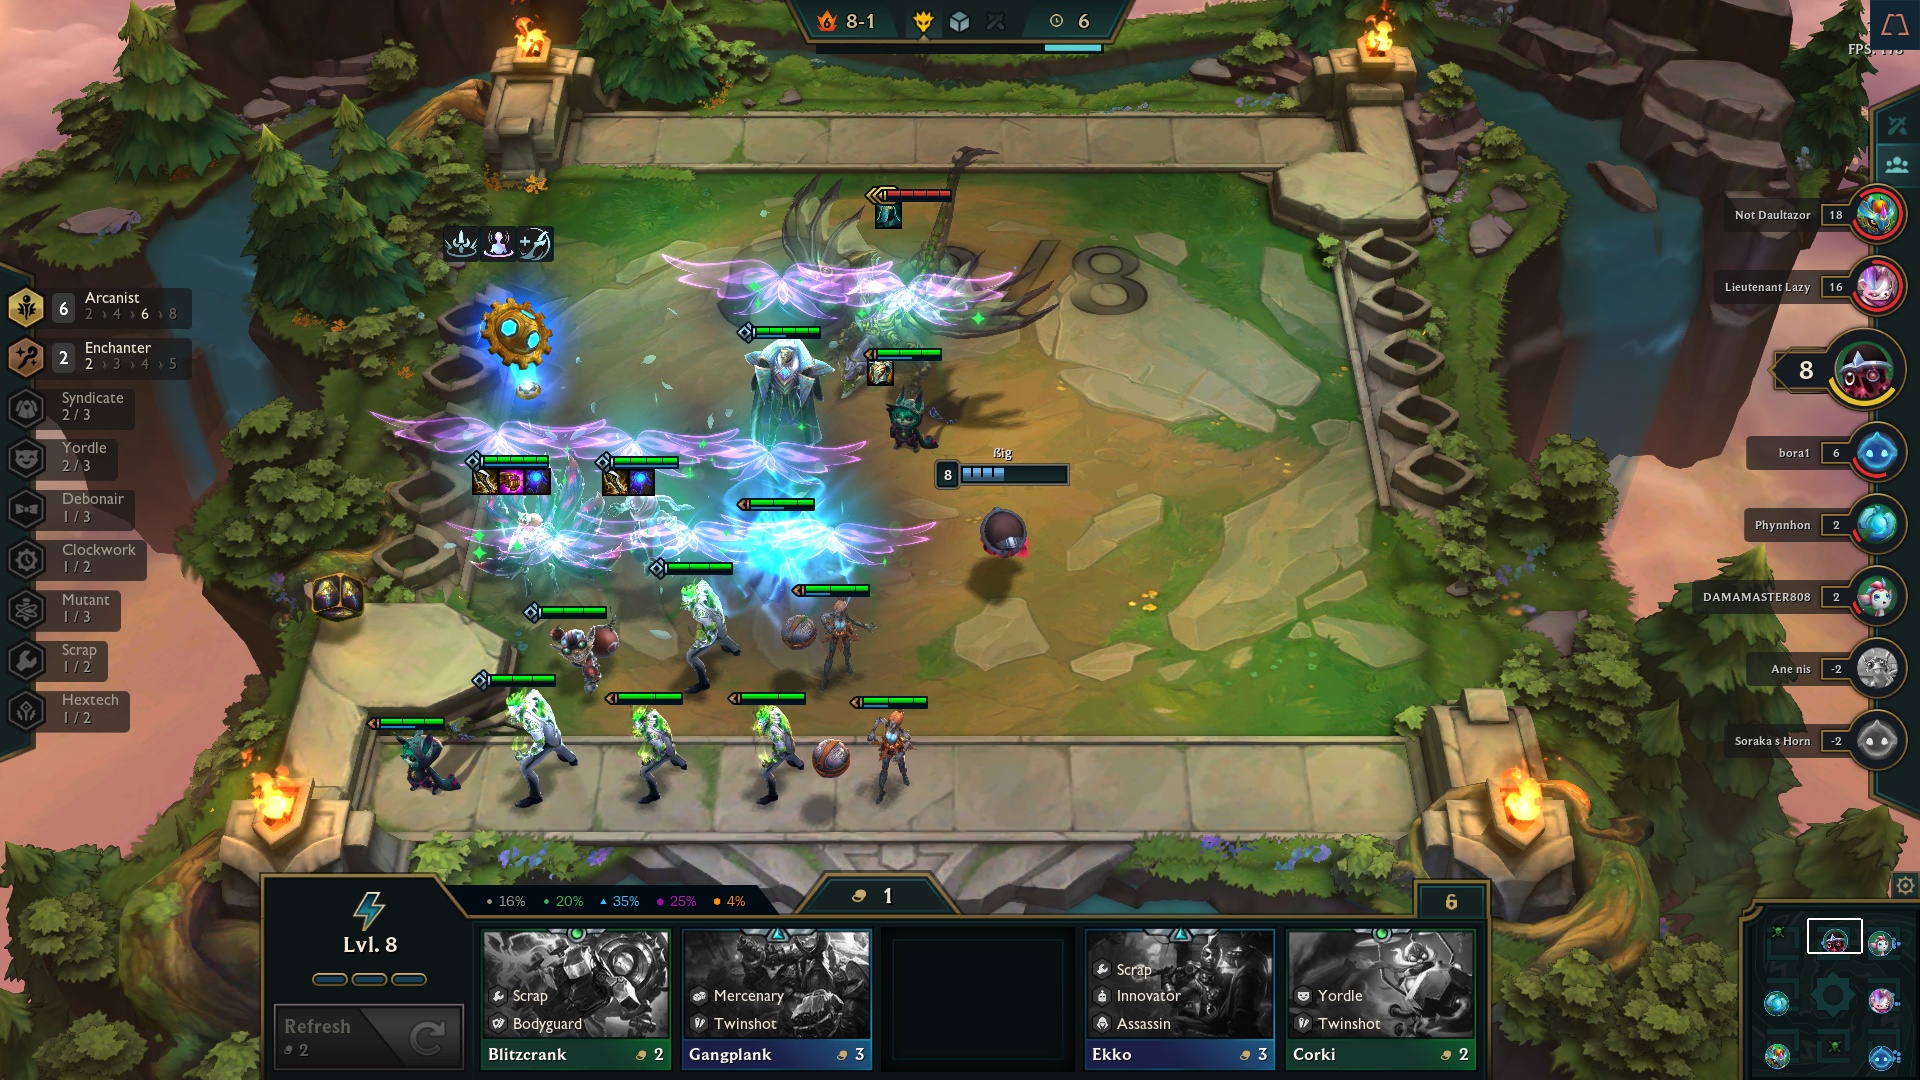 8-1
6
FPS: 178
8/8
6
Arcanist
2 › 4 › 6 › 8
2
Enchanter
2 › 3 › 4 › 5
Syndicate
2 / 3
Yordle
2 / 3
Debonair
1 / 3
Clockwork
1 / 2
Mutant
1 / 3
Scrap
1 / 2
Hextech
1 / 2
ßig
8
Not Daultazor 18
Lieutenant Lazy 16
8
bora1 6
Phynnhon 2
DAMAMASTER808 2
Ane nis -2
Soraka s Horn -2
Lvl. 8
16% 20% 35% 25% 4%
1
6
Refresh
2
Scrap
Bodyguard
Blitzcrank 2
Mercenary
Twinshot
Gangplank 3
Scrap
Innovator
Assassin
Ekko 3
Yordle
Twinshot
Corki 2